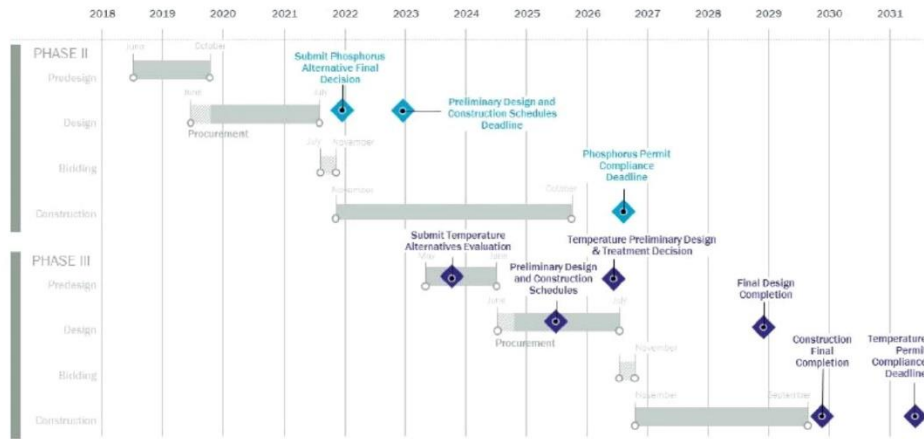 2018 2019 2020 2021 2022 2023 2024 2025 2026 2027 2028 2029 2030 2031
PHASE II
June October
Predesign
Submit Phosphorus
Alternative Final
Decision
June July
Preliminary Design and
Construction Schedules
Deadline
Design
Procurement
July November
Bidding
Phosphorus Permit
Compliance
Deadline
November October
Construction
PHASE III
Submit Temperature
Alternatives Evaluation
Temperature Preliminary Design
& Treatment Decision
May June
Predesign
Preliminary Design
and Construction
Schedules
Final Design
Completion
June July
Design
Procurement
Construction
Final
Completion
Temperature
Permit
Compliance
Deadline
November
Bidding
November September
Construction